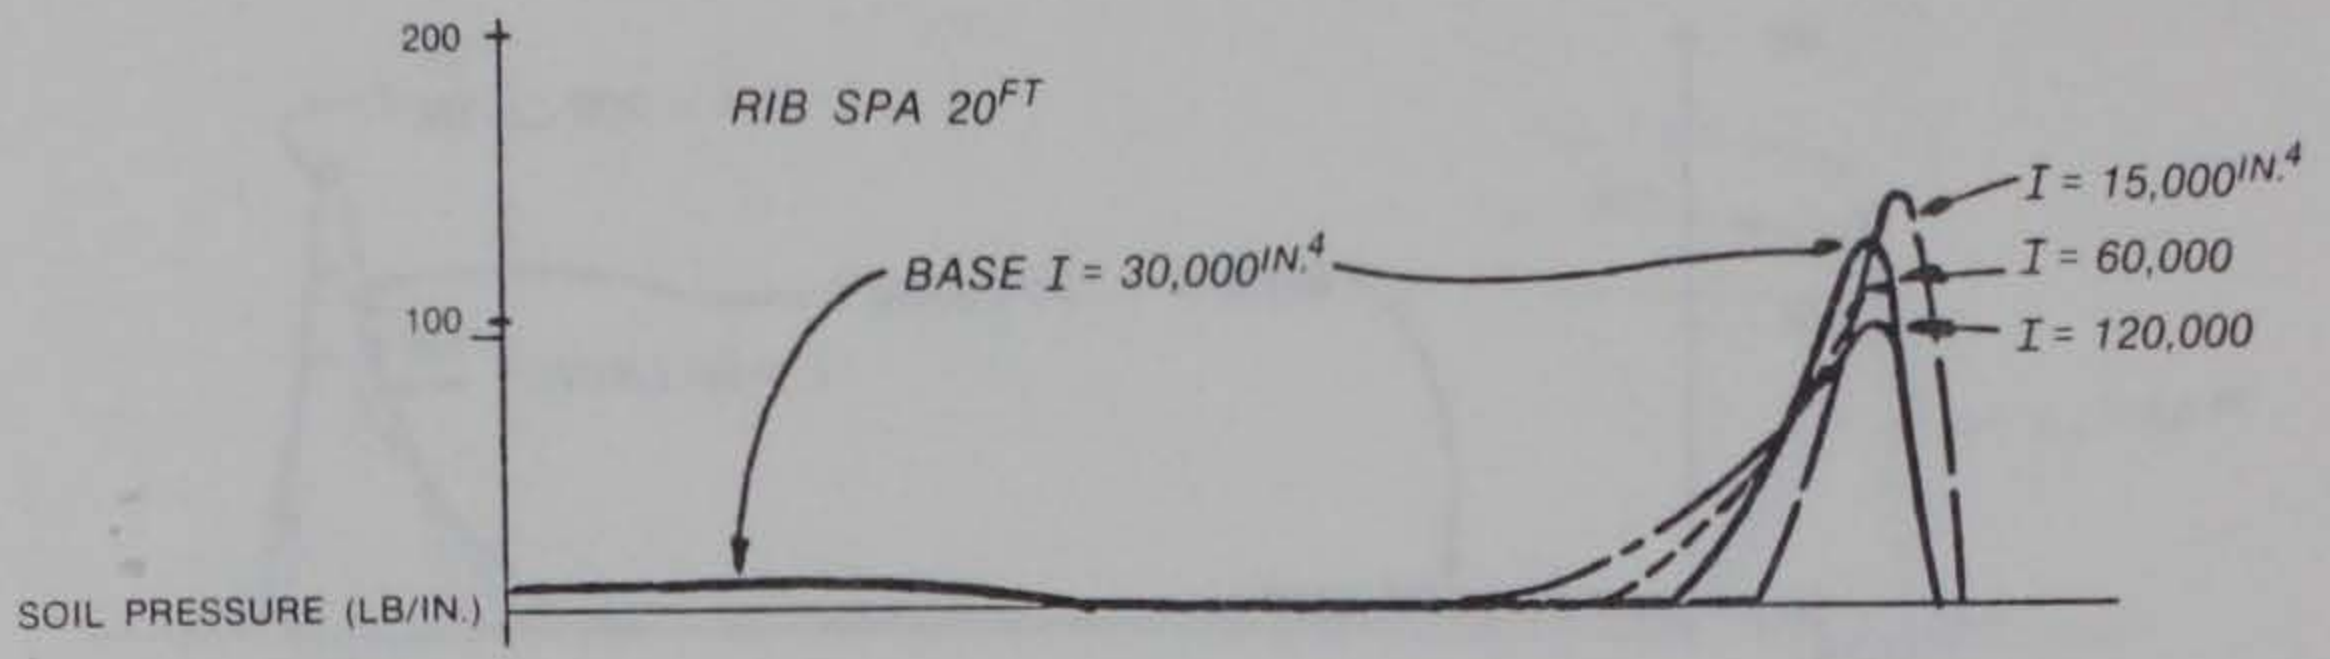 200
RIB SPA 20FT
I = 15,000IN.4
BASE I = 30,000IN.4
I = 60,000
100
I = 120,000
SOIL PRESSURE (LB/IN.)